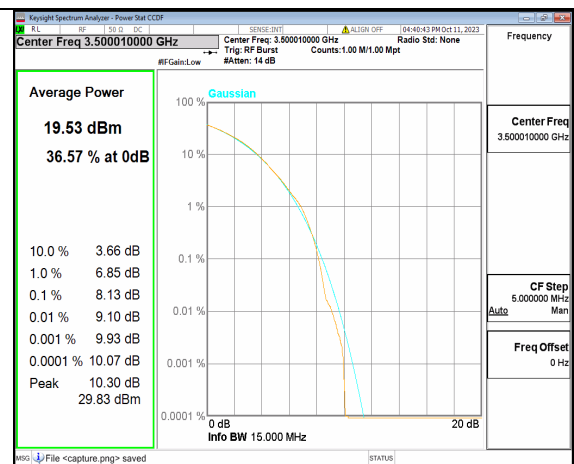 Keysight Spectrum Analyzer - Power Stat CCDF
RL RF 50 Ω DC SENSE:INT ALIGN OFF 04:40:43 PM Oct 11, 2023
Center Freq 3.500010000 GHz
Center Freq: 3.500010000 GHz Radio Std: None
Trig: RF Burst Counts:1.00 M/1.00 Mpt
#IFGain:Low #Atten: 14 dB
Frequency
Average Power
19.53 dBm
36.57 % at 0dB
10.0 % 3.66 dB
1.0 % 6.85 dB
0.1 % 8.13 dB
0.01 % 9.10 dB
0.001 % 9.93 dB
0.0001 % 10.07 dB
Peak 10.30 dB
29.83 dBm
Gaussian
100 %
10 %
1 %
0.1 %
0.01 %
0.001 %
0.0001 %
0 dB 20 dB
Info BW 15.000 MHz
Center Freq
3.500010000 GHz
CF Step
5.000000 MHz
Auto Man
Freq Offset
0 Hz
MSG File <capture.png> saved STATUS